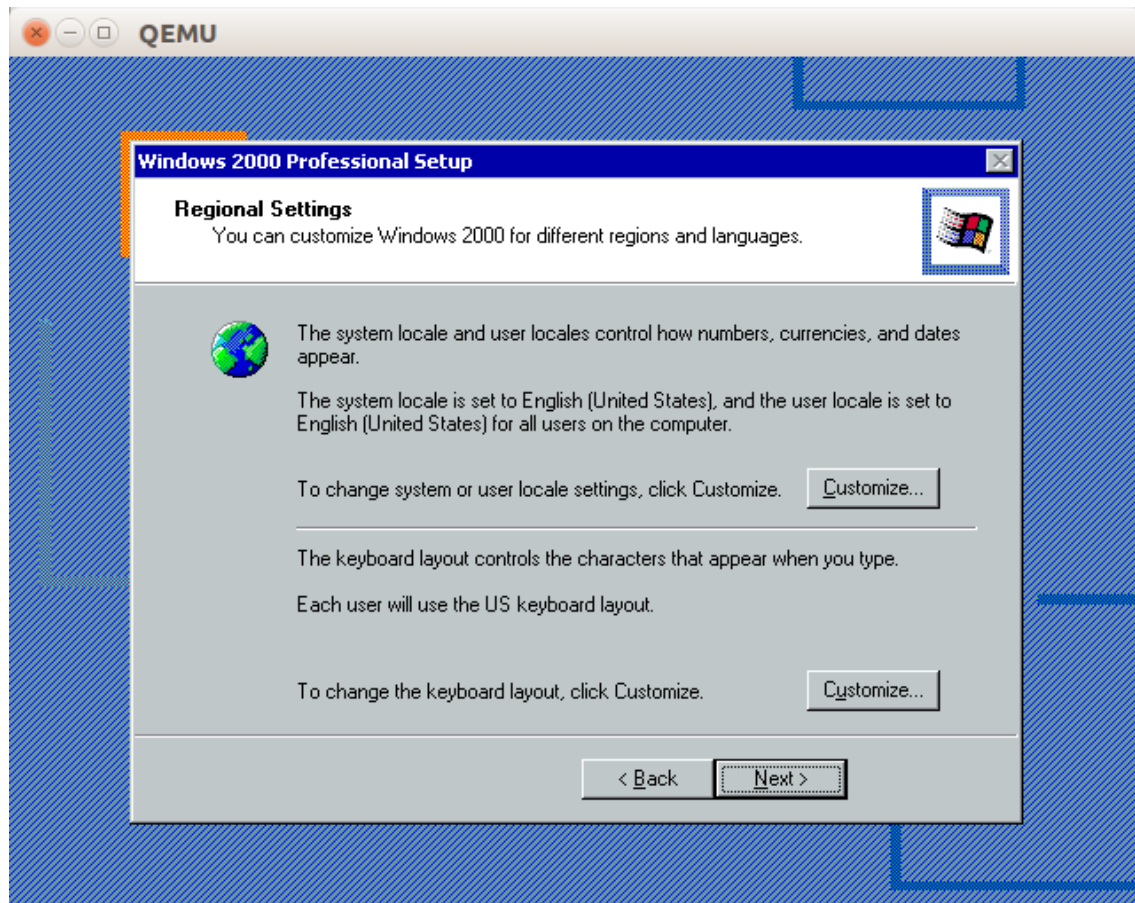 QEMU
Windows 2000 Professional Setup
Regional Settings
You can customize Windows 2000 for different regions and languages.
The system locale and user locales control how numbers, currencies, and dates
appear.
The system locale is set to English (United States), and the user locale is set to
English (United States) for all users on the computer.
To change system or user locale settings, click Customize.
Customize...
The keyboard layout controls the characters that appear when you type.
Each user will use the US keyboard layout.
To change the keyboard layout, click Customize.
Customize...
< Back
Next >